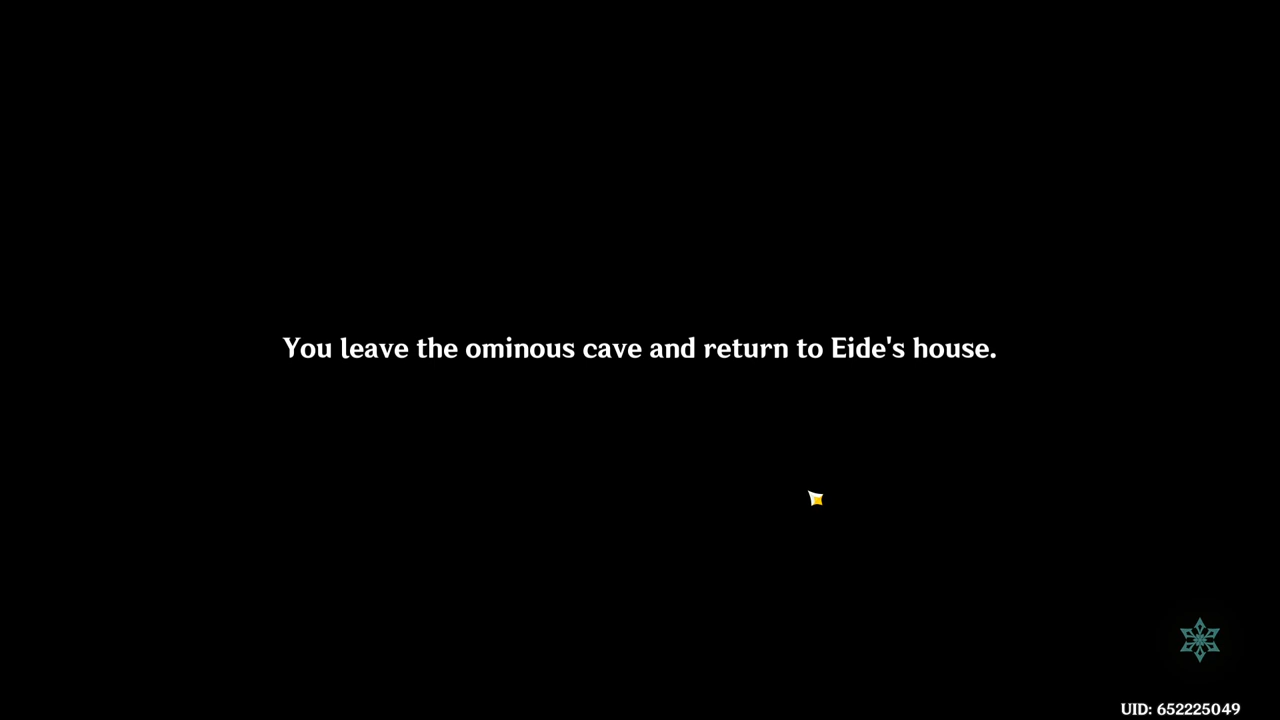 You leave the ominous cave and return to Eide's house.
UID: 652225049